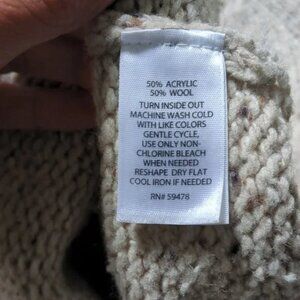 50% ACRYLIC
50% WOOL
TURN INSIDE OUT
MACHINE WASH COLD
WITH LIKE COLORS
GENTLE CYCLE,
USE ONLY NON-
CHLORINE BLEACH
WHEN NEEDED
RESHAPE DRY FLAT
COOL IRON IF NEEDED
RN# 59478